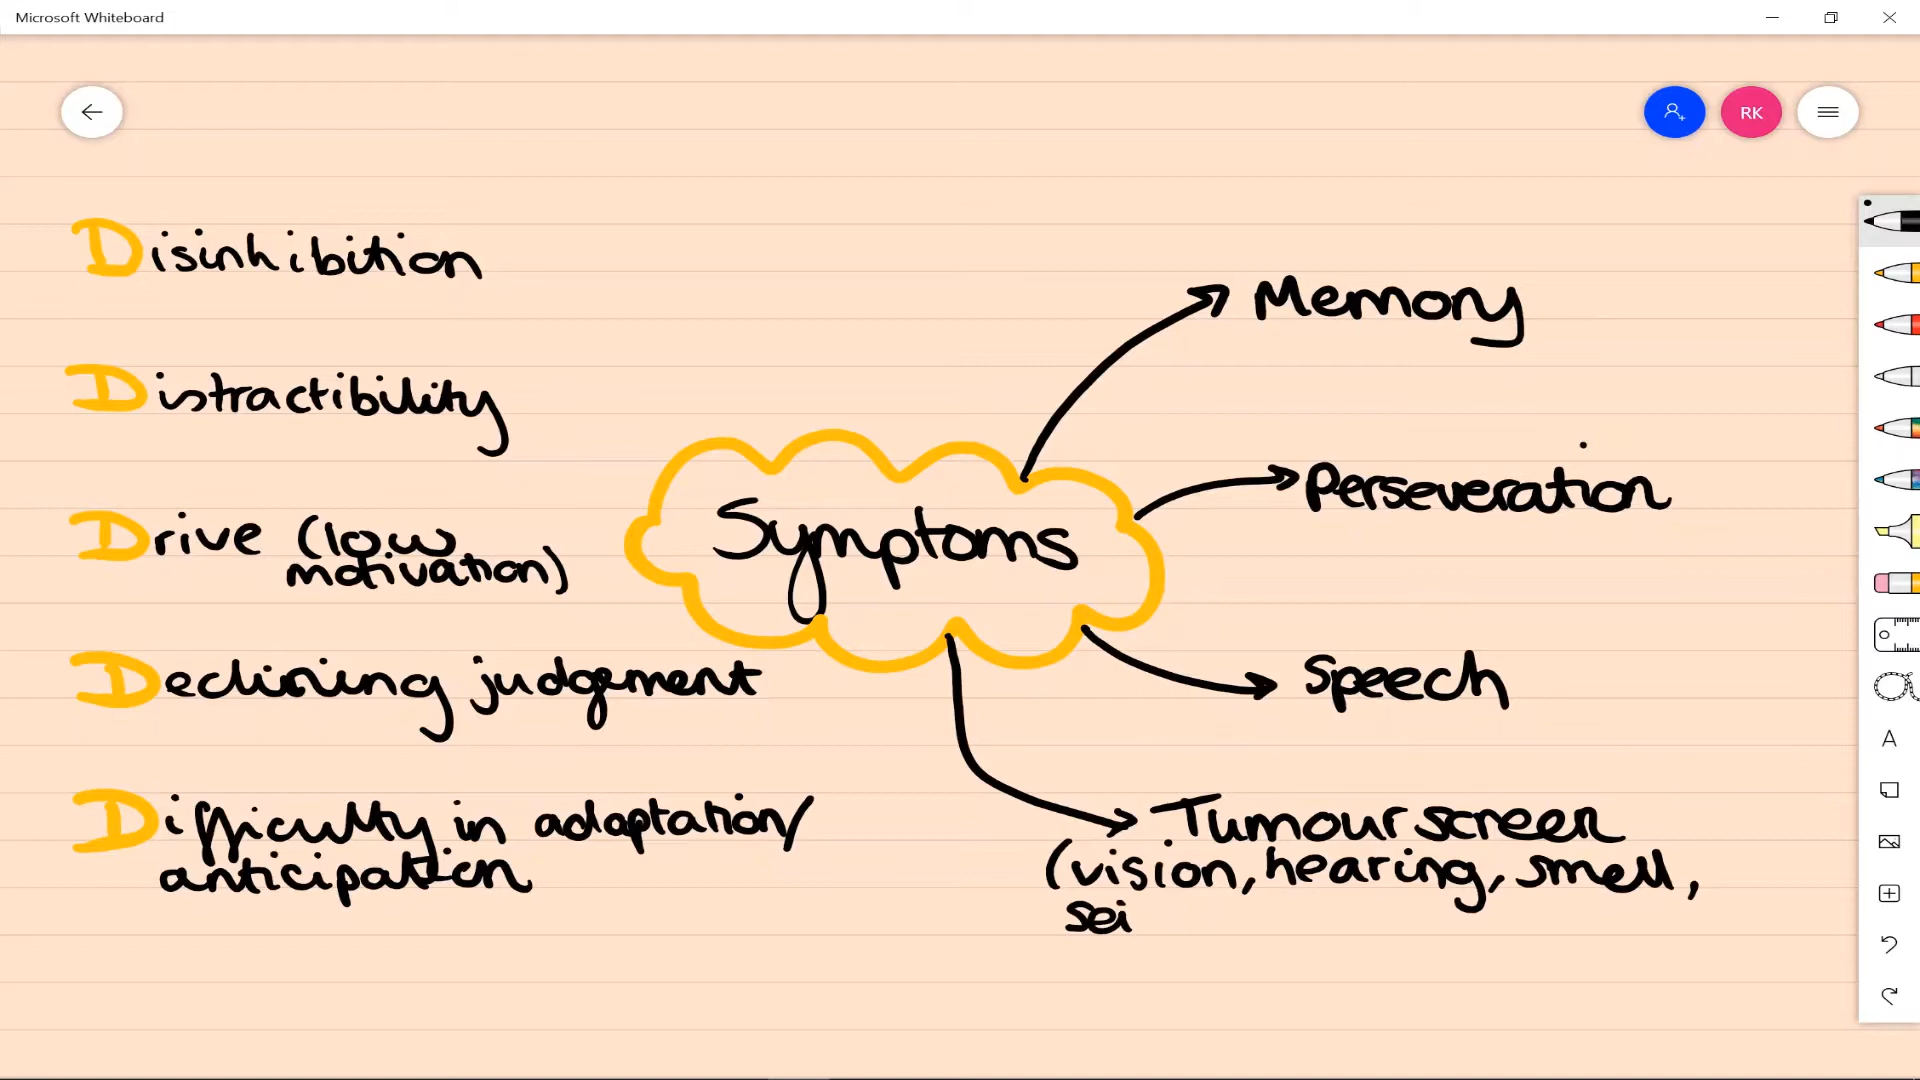 Microsoft Whiteboard
RK
Disinhibition
Distractibility
Drive (low
motivation)
Declining judgement
Difficulty in adaptation/
anticipation
Symptoms
Memory
Perseveration
Speech
Tumour screen
(vision, hearing, smell,
sei
A